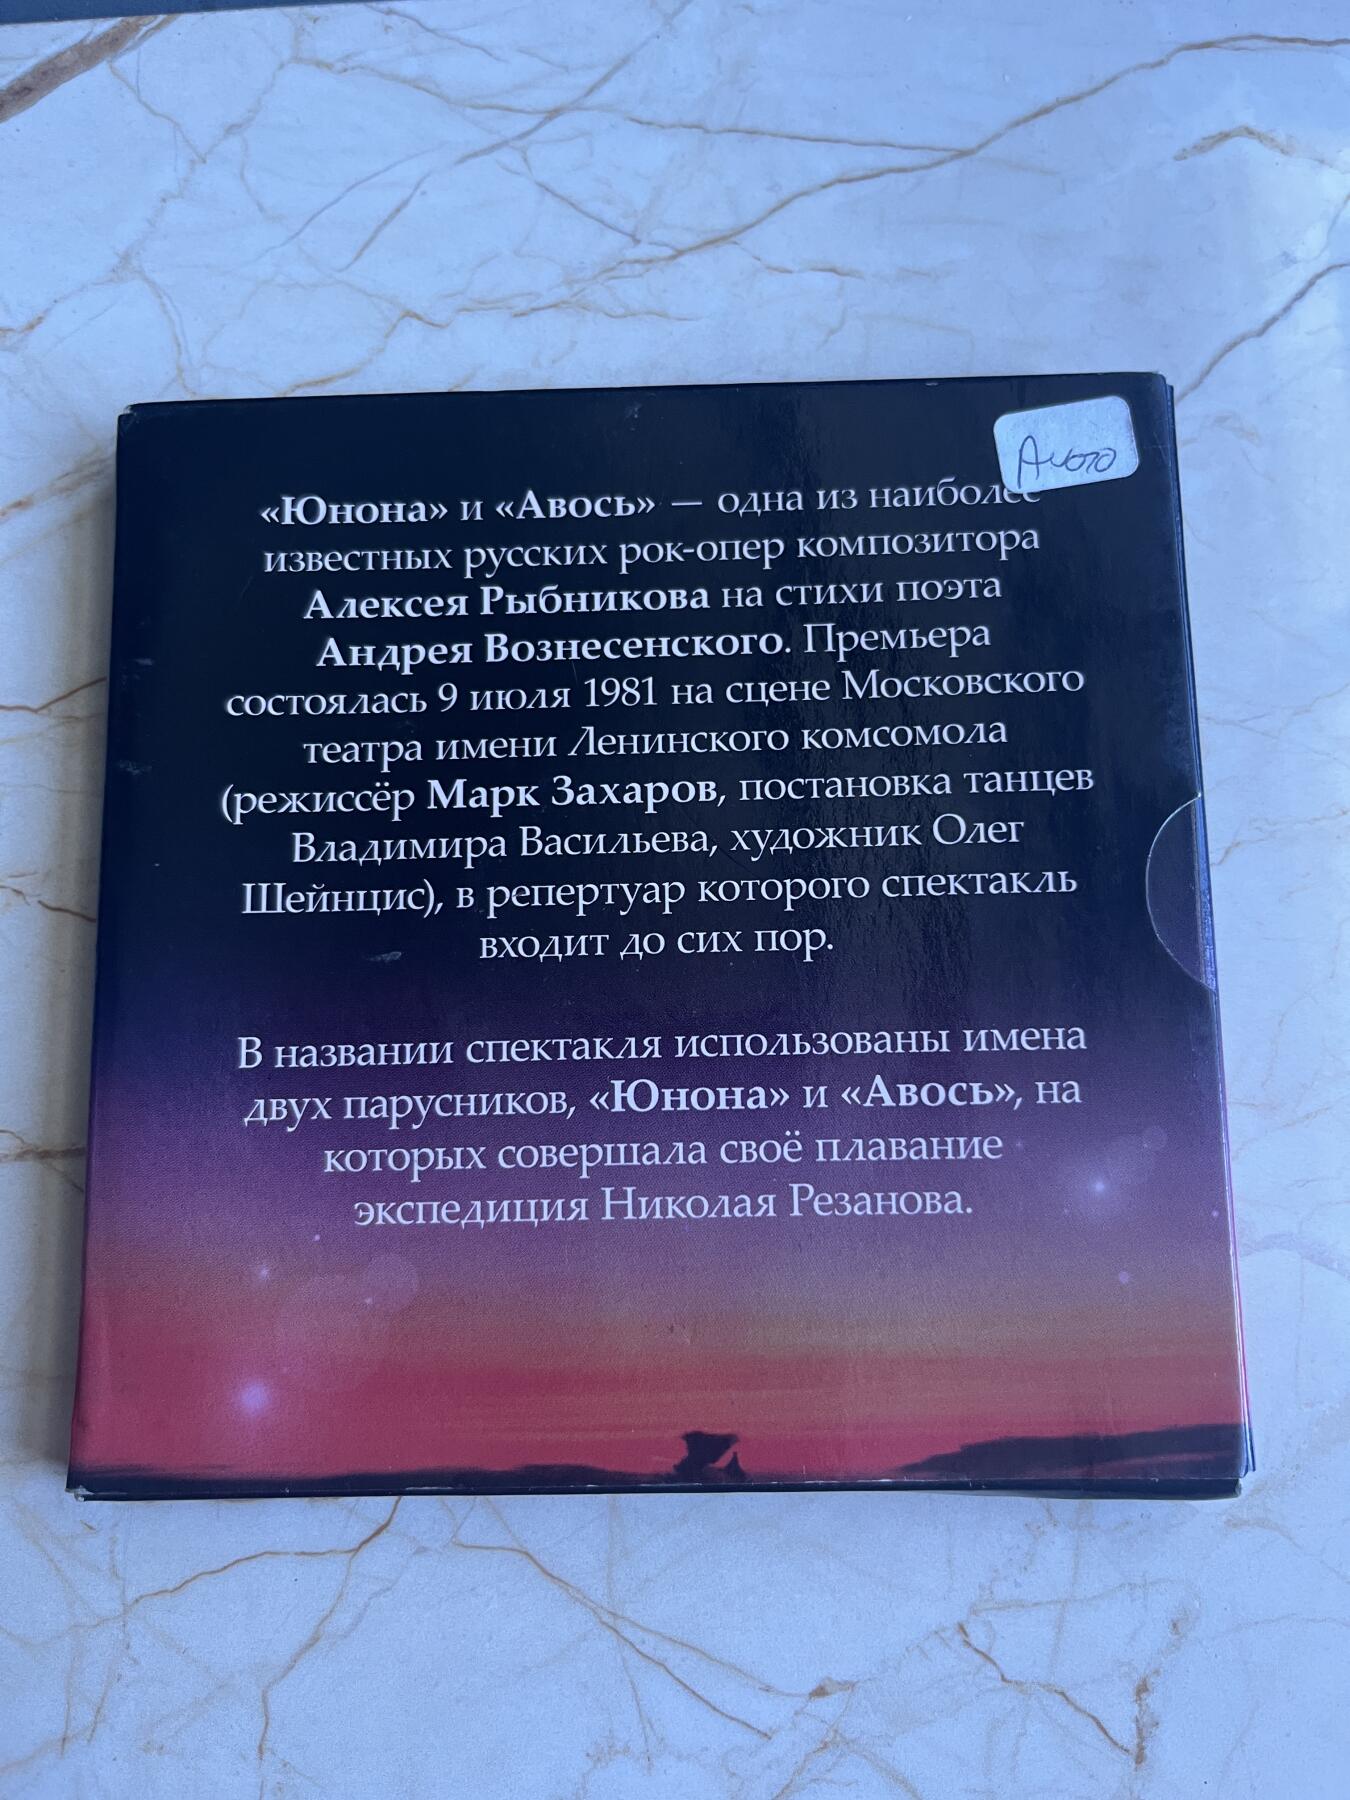 «Юнона» и «Авось» — одна из наиболее
известных русских рок-опер композитора
Алексея Рыбникова на стихи поэта
Андрея Вознесенского. Премьера
состоялась 9 июля 1981 на сцене Московского
театра имени Ленинского комсомола
(режиссёр Марк Захаров, постановка танцев
Владимира Васильева, художник Олег
Шейнцис), в репертуар которого спектакль
входит до сих пор.
В названии спектакля использованы имена
двух парусников, «Юнона» и «Авось», на
которых совершала своё плавание
экспедиция Николая Резанова.